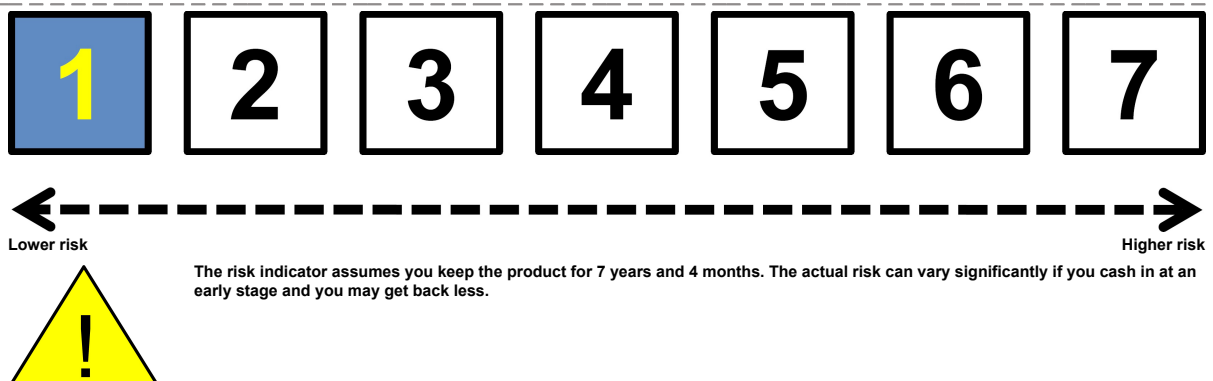 1 2 3 4 5 6 7
Lower risk Higher risk
The risk indicator assumes you keep the product for 7 years and 4 months. The actual risk can vary significantly if you cash in at an
early stage and you may get back less.
!